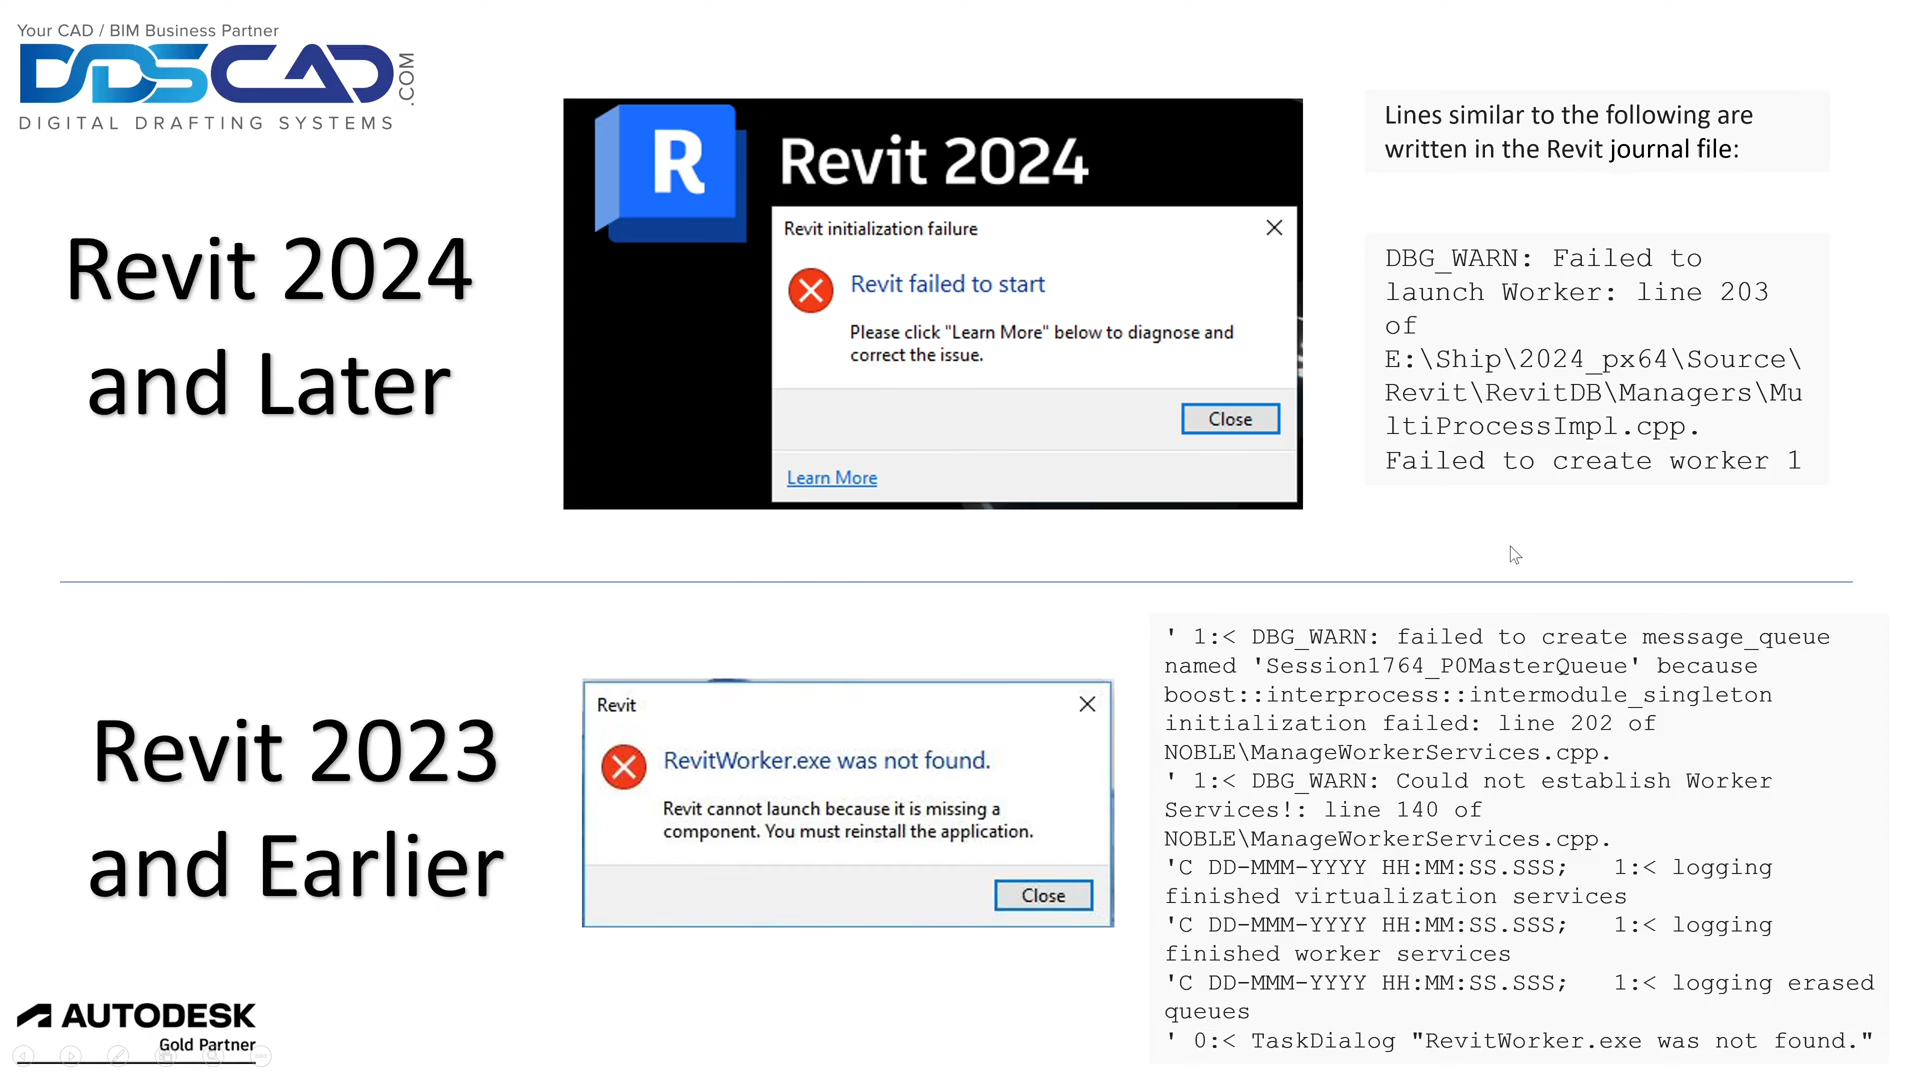 Your CAD / BIM Business Partner
DDSCAD.COM
DIGITAL DRAFTING SYSTEMS
Revit 2024
and Later
R
Revit 2024
Revit initialization failure
Revit failed to start
Please click "Learn More" below to diagnose and
correct the issue.
Close
Learn More
Lines similar to the following are
written in the Revit journal file:
DBG_WARN: Failed to
launch Worker: line 203
of
E:\Ship\2024_px64\Source\
Revit\RevitDB\Managers\Mu
ltiProcessImpl.cpp.
Failed to create worker 1
Revit 2023
and Earlier
Revit
RevitWorker.exe was not found.
Revit cannot launch because it is missing a
component. You must reinstall the application.
Close
' 1:< DBG_WARN: failed to create message_queue
named 'Session1764_P0MasterQueue' because
boost::interprocess::intermodule_singleton
initialization failed: line 202 of
NOBLE\ManageWorkerServices.cpp.
' 1:< DBG_WARN: Could not establish Worker
Services!: line 140 of
NOBLE\ManageWorkerServices.cpp.
'C DD-MMM-YYYY HH:MM:SS.SSS;   1:< logging
finished virtualization services
'C DD-MMM-YYYY HH:MM:SS.SSS;   1:< logging
finished worker services
'C DD-MMM-YYYY HH:MM:SS.SSS;   1:< logging erased
queues
' 0:< TaskDialog "RevitWorker.exe was not found."
AUTODESK
Gold Partner